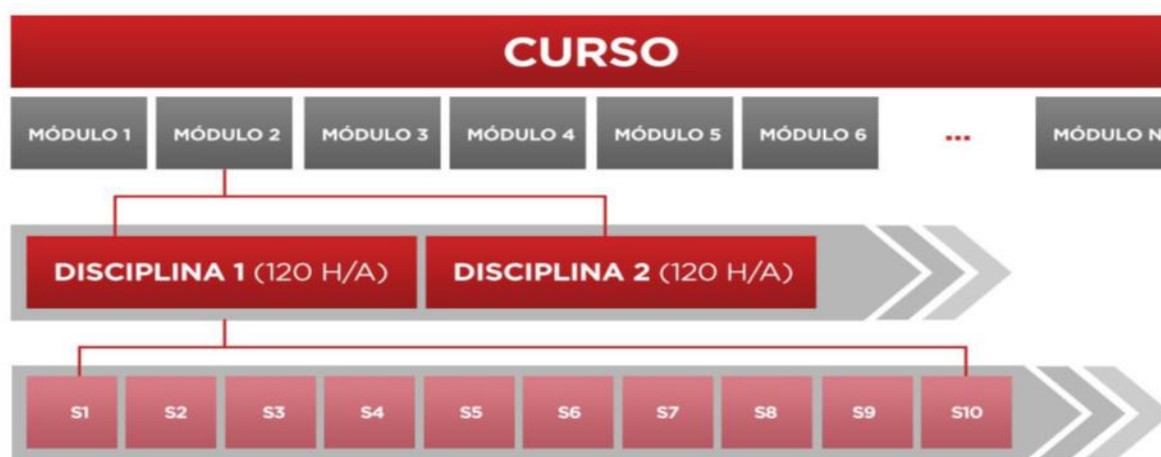 CURSO
MÓDULO 1 MÓDULO 2 MÓDULO 3 MÓDULO 4 MÓDULO 5 MÓDULO 6 ... MÓDULO N
DISCIPLINA 1 (120 H/A) DISCIPLINA 2 (120 H/A)
S1 S2 S3 S4 S5 S6 S7 S8 S9 S10